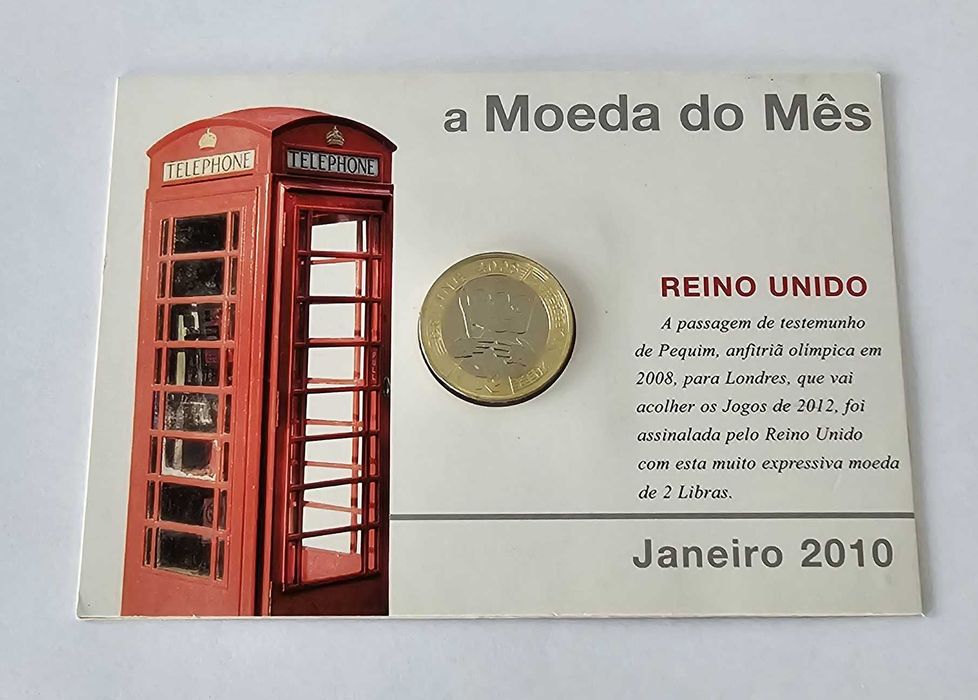 a Moeda do Mês
TELEPHONE
TELEPHONE
REINO UNIDO
A passagem de testemunho
de Pequim, anfitriã olímpica em
2008, para Londres, que vai
acolher os Jogos de 2012, foi
assinalada pelo Reino Unido
com esta muito expressiva moeda
de 2 Libras.
Janeiro 2010